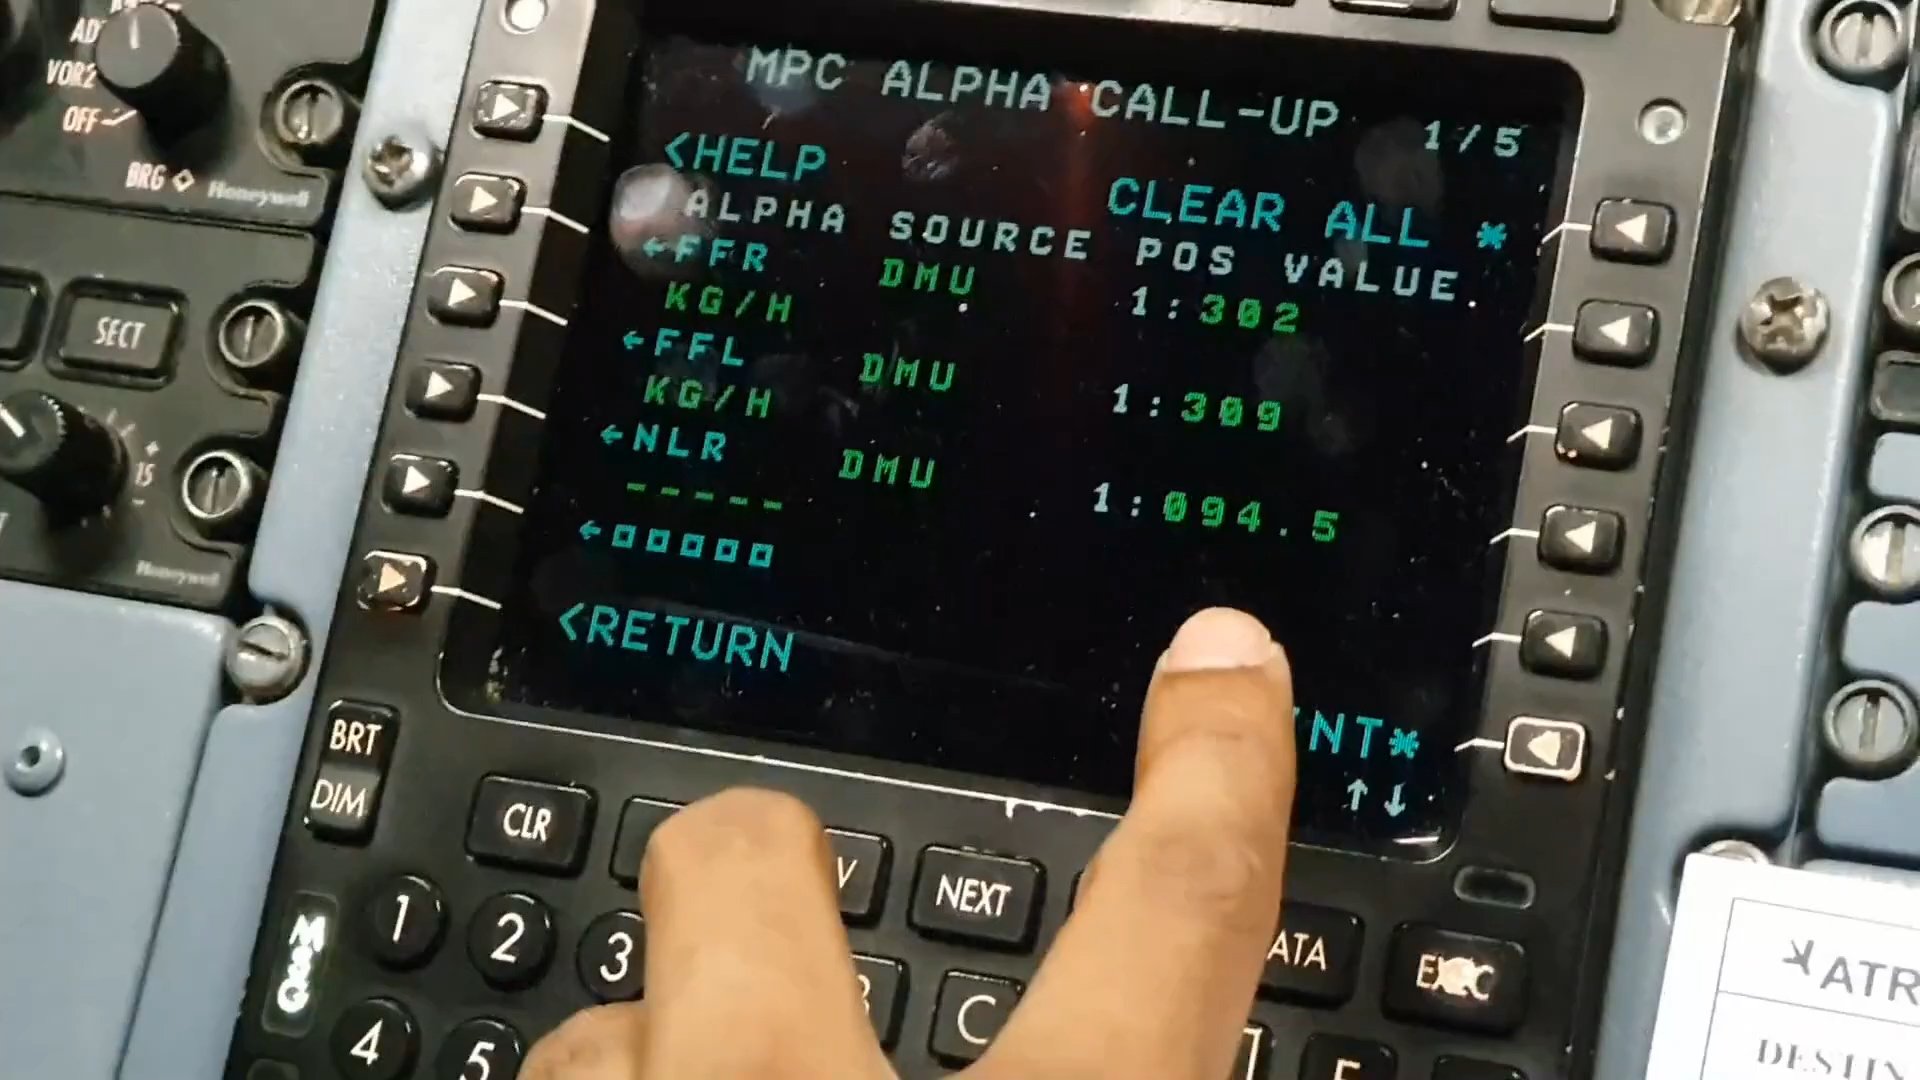 MPC ALPHA CALL-UP 1/5
<HELP
CLEAR ALL *
ALPHA SOURCE POS VALUE
←FFR DMU 1:302
KG/H
←FFL DMU 1:309
KG/H
←NLR DMU 1:094.5
-----
←□□□□□
<RETURN
NT*
↑↓
VOR2
OFF
BRG ◇ Honeywell
SECT
+
15
-
Honeywell
BRT
DIM
MSG
CLR
V
NEXT
ATA
EXEC
1
2
3
C
4
5
ATR